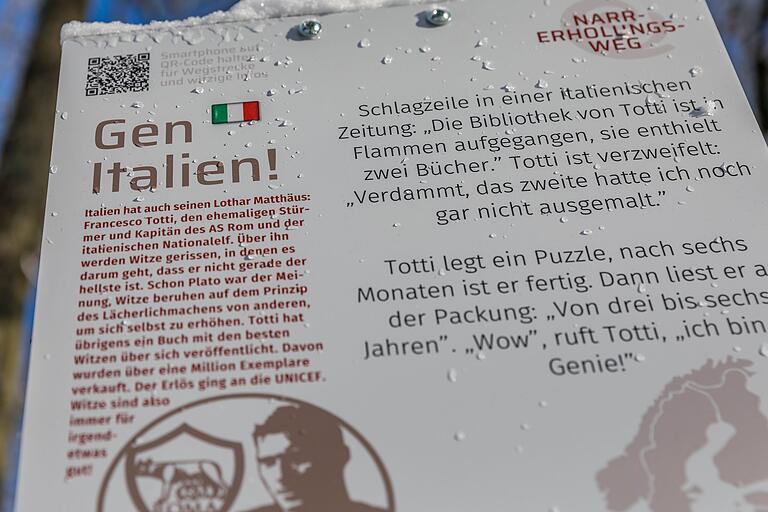 Smartphone auf
QR-Code halten
für Wegstrecke
und witzige Infos
NARR-
ERHOLUNGS-
WEG
Gen
Italien!
Italien hat auch seinen Lothar Matthäus:
Francesco Totti, den ehemaligen Stür-
mer und Kapitän des AS Rom und der
italienischen Nationalelf. Über ihn
werden Witze gerissen, in denen es
darum geht, dass er nicht gerade der
hellste ist. Schon Plato war der Mei-
nung, Witze beruhen auf dem Prinzip
des Lächerlichmachens von anderen,
um sich selbst zu erhöhen. Totti hat
übrigens ein Buch mit den besten
Witzen über sich veröffentlicht. Davon
wurden über eine Million Exemplare
verkauft. Der Erlös ging an die UNICEF.
Witze sind also
immer für
irgend-
etwas
gut!
ROMA
Schlagzeile in einer italienischen
Zeitung: „Die Bibliothek von Totti ist in
Flammen aufgegangen, sie enthielt
zwei Bücher.” Totti ist verzweifelt:
„Verdammt, das zweite hatte ich noch
gar nicht ausgemalt.”
Totti legt ein Puzzle, nach sechs
Monaten ist er fertig. Dann liest er a
der Packung: „Von drei bis sechs
Jahren”. „Wow”, ruft Totti, „ich bin
Genie!”